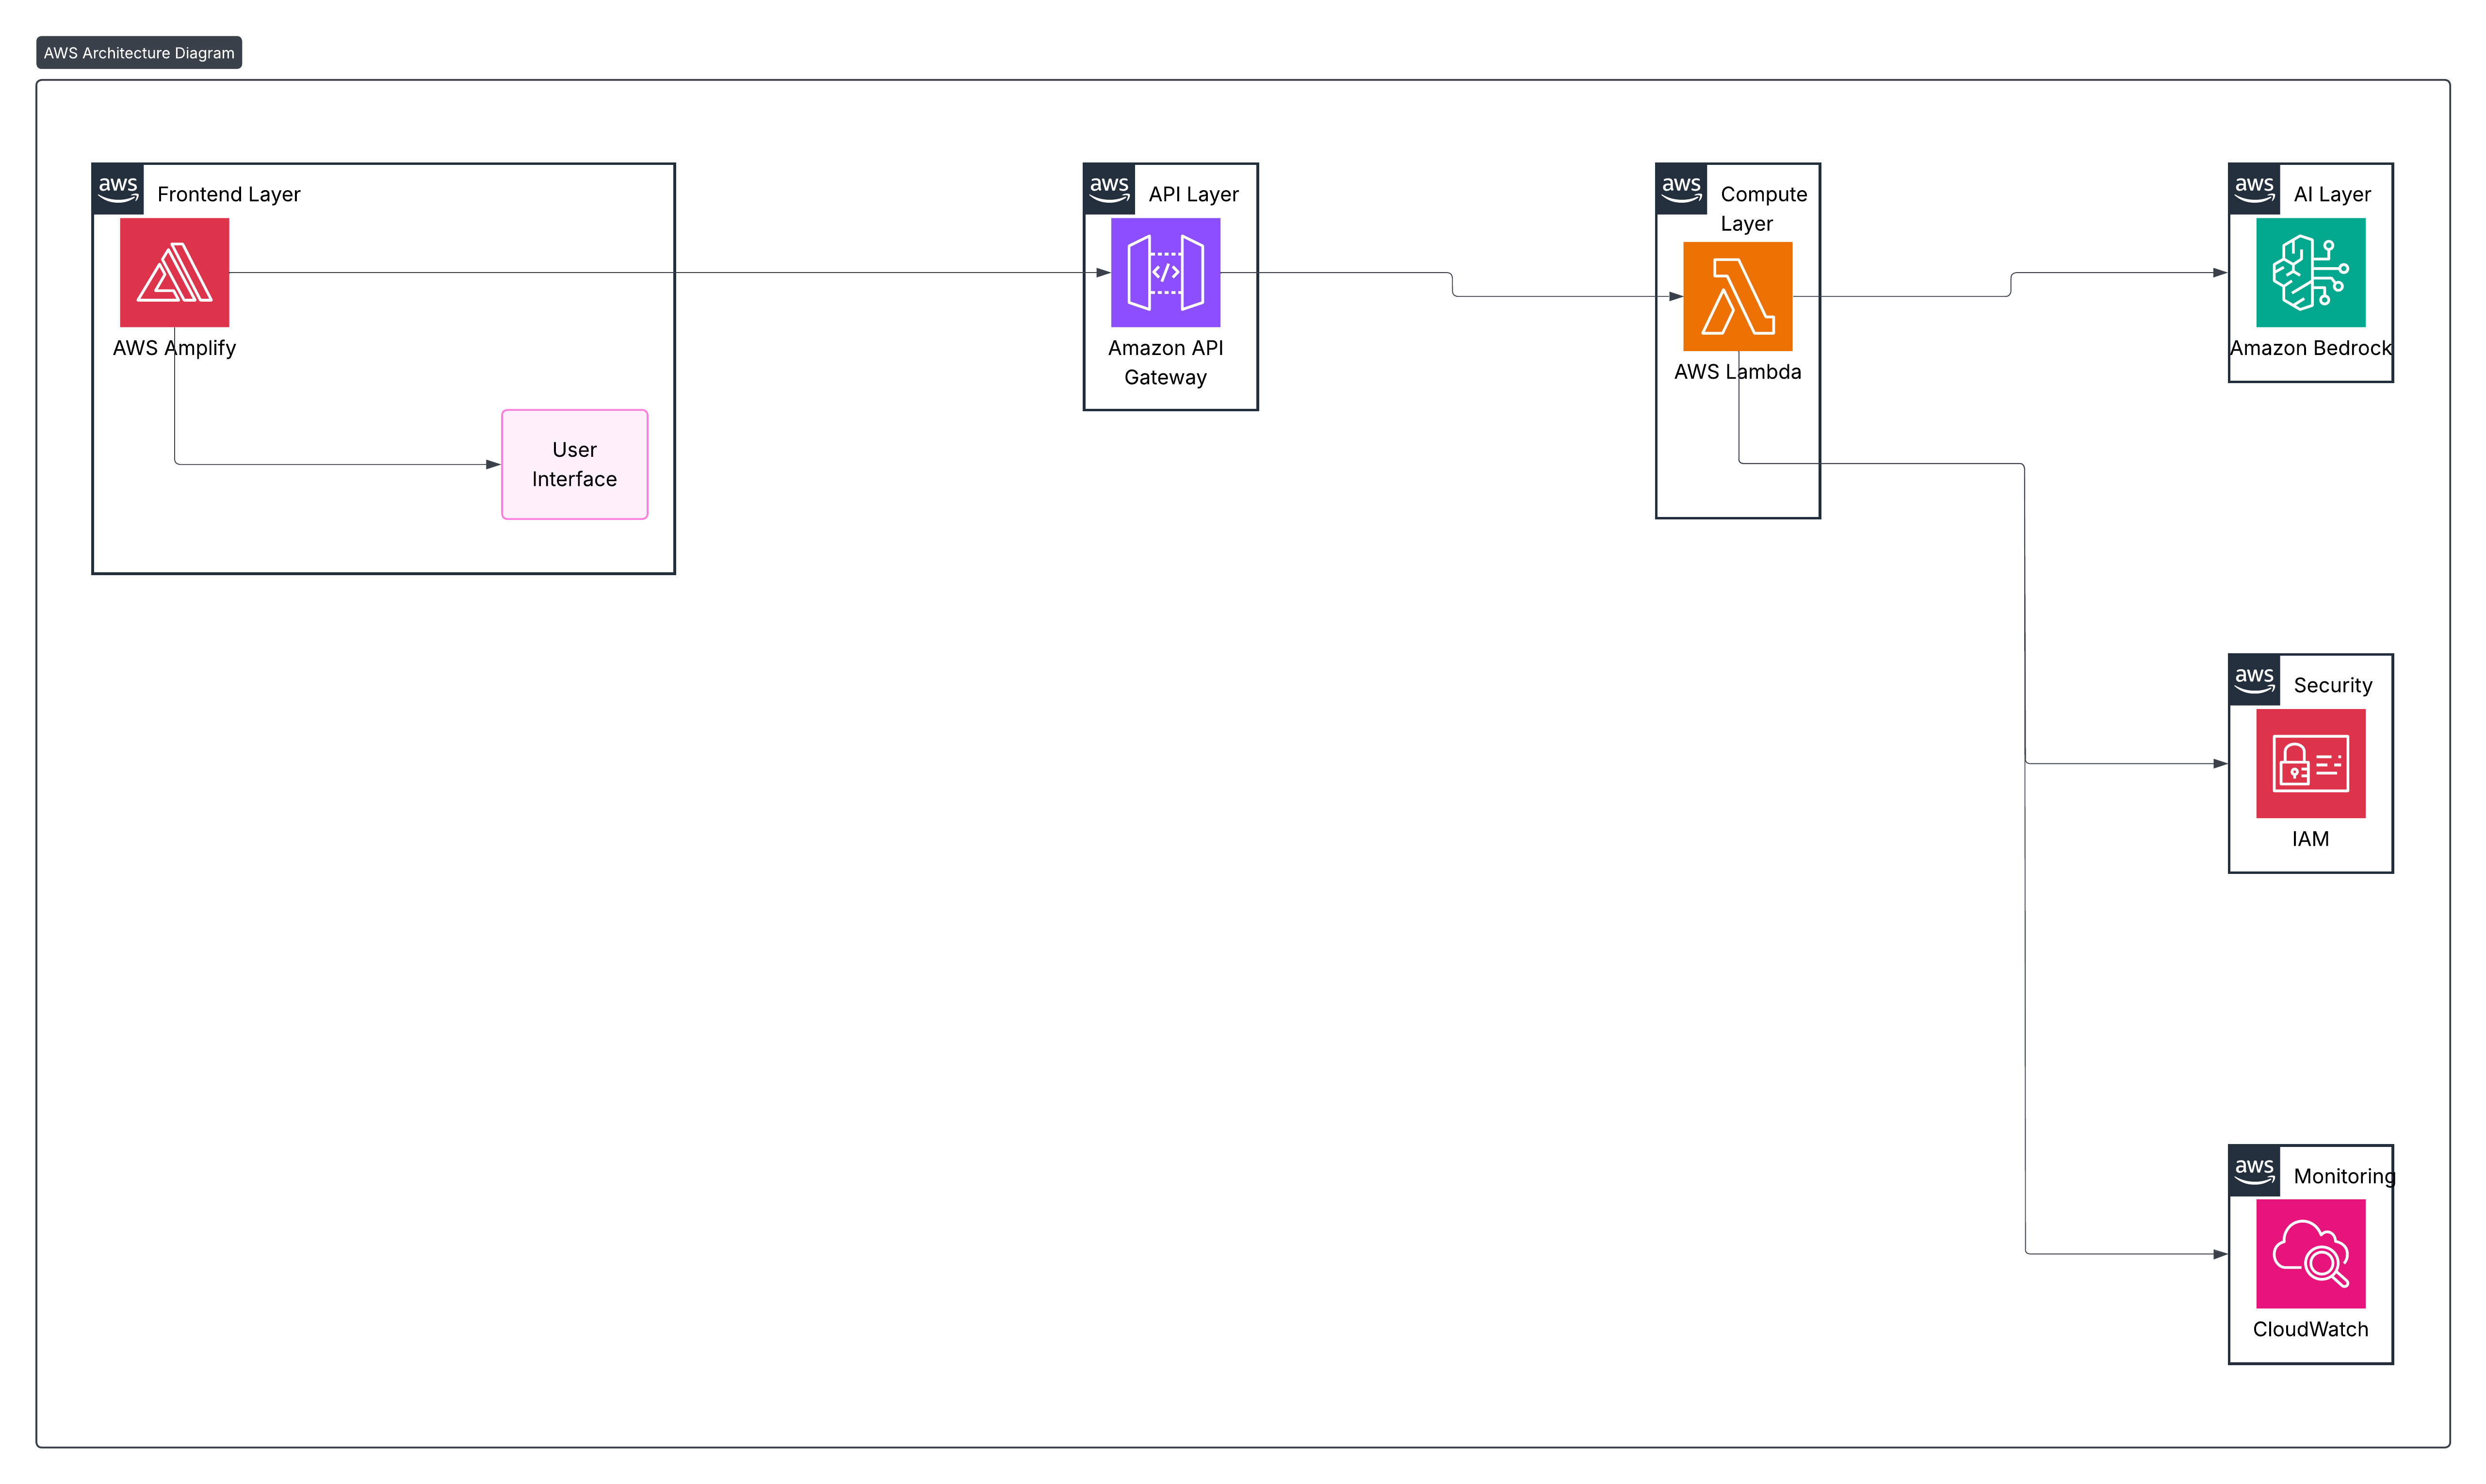 AWS Architecture Diagram
aws
Frontend Layer
AWS Amplify
User
Interface
aws
API Layer
Amazon API
Gateway
aws
Compute
Layer
AWS Lambda
aws
AI Layer
Amazon Bedrock
aws
Security
IAM
aws
Monitoring
CloudWatch